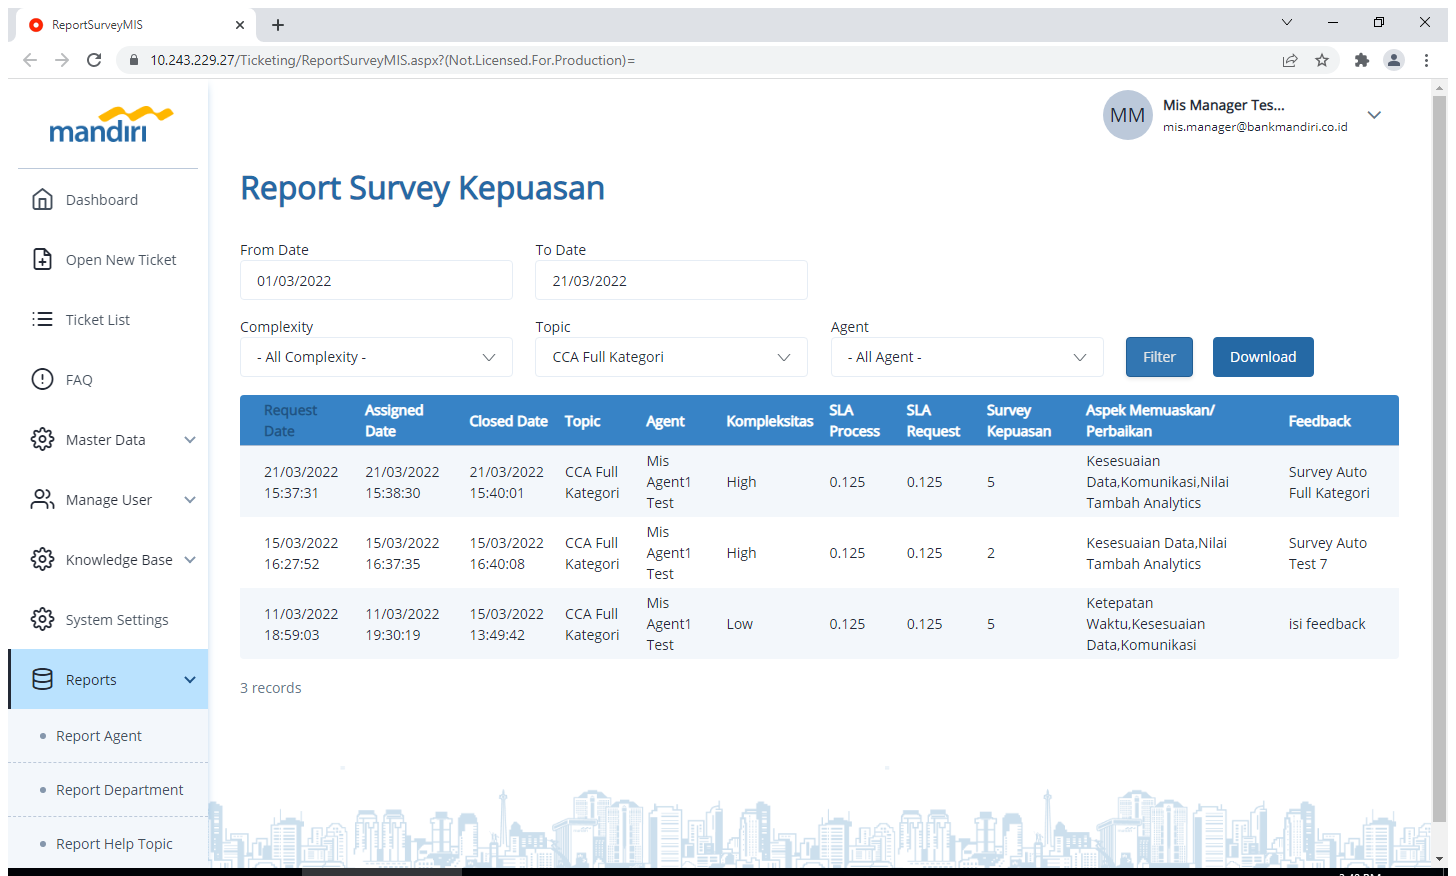 ReportSurveyMIS
10.243.229.27/Ticketing/ReportSurveyMIS.aspx?(Not.Licensed.For.Production)=
mandiri
MM
Mis Manager Tes...
mis.manager@bankmandiri.co.id
Dashboard
Open New Ticket
Ticket List
FAQ
Master Data
Manage User
Knowledge Base
System Settings
Reports
Report Agent
Report Department
Report Help Topic
Report Survey Kepuasan
From Date
To Date
01/03/2022
21/03/2022
Complexity
Topic
Agent
- All Complexity -
CCA Full Kategori
- All Agent -
Filter
Download
Request Date
Assigned Date
Closed Date
Topic
Agent
Kompleksitas
SLA Process
SLA Request
Survey Kepuasan
Aspek Memuaskan/ Perbaikan
Feedback
21/03/2022 15:37:31
21/03/2022 15:38:30
21/03/2022 15:40:01
CCA Full Kategori
Mis Agent1 Test
High
0.125
0.125
5
Kesesuaian Data,Komunikasi,Nilai Tambah Analytics
Survey Auto Full Kategori
15/03/2022 16:27:52
15/03/2022 16:37:35
15/03/2022 16:40:08
CCA Full Kategori
Mis Agent1 Test
High
0.125
0.125
2
Kesesuaian Data,Nilai Tambah Analytics
Survey Auto Test 7
11/03/2022 18:59:03
11/03/2022 19:30:19
15/03/2022 13:49:42
CCA Full Kategori
Mis Agent1 Test
Low
0.125
0.125
5
Ketepatan Waktu,Kesesuaian Data,Komunikasi
isi feedback
3 records